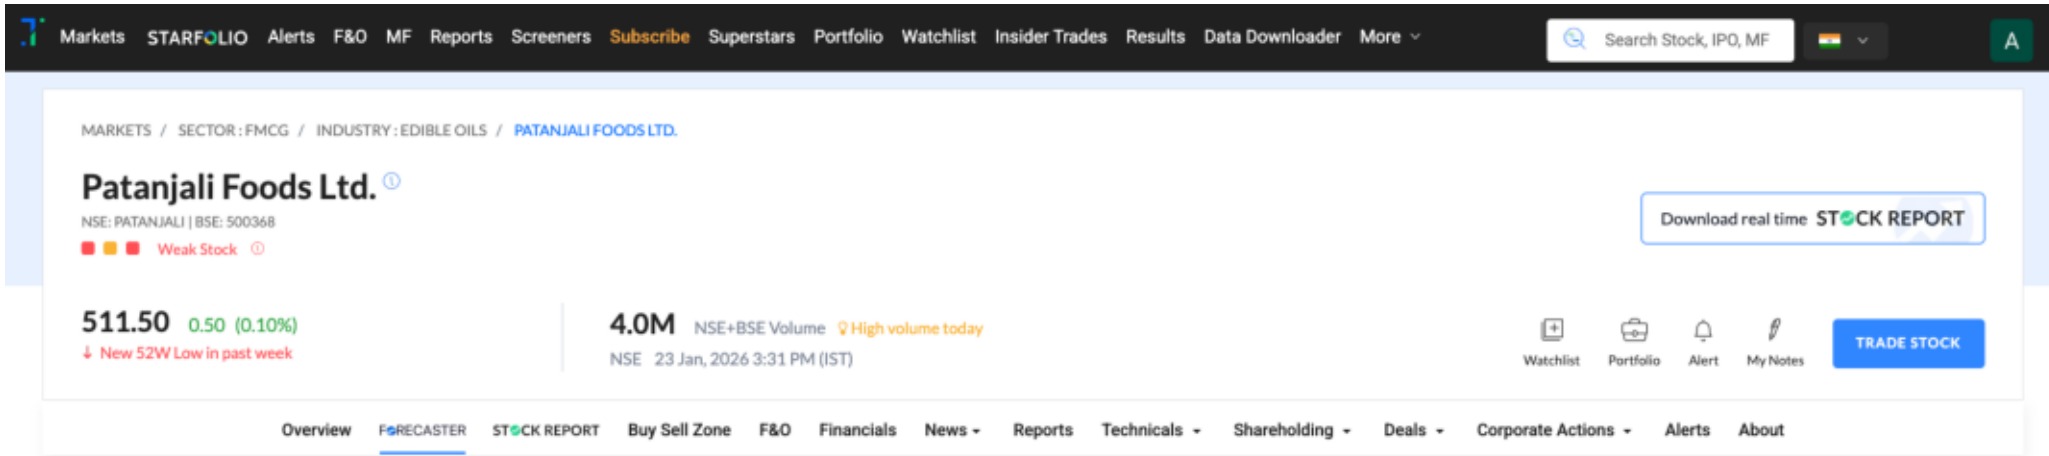 Markets STARFOLIO Alerts F&O MF Reports Screeners Subscribe Superstars Portfolio Watchlist Insider Trades Results Data Downloader More Search Stock, IPO, MF A
MARKETS / SECTOR : FMCG / INDUSTRY : EDIBLE OILS / PATANJALI FOODS LTD.
Patanjali Foods Ltd.
NSE: PATANJALI | BSE: 500368
Weak Stock
Download real time STOCK REPORT
511.50 0.50 (0.10%)
↓ New 52W Low in past week
4.0M NSE+BSE Volume High volume today
NSE 23 Jan, 2026 3:31 PM (IST)
Watchlist Portfolio Alert My Notes
TRADE STOCK
Overview FORECASTER STOCK REPORT Buy Sell Zone F&O Financials News Reports Technicals Shareholding Deals Corporate Actions Alerts About